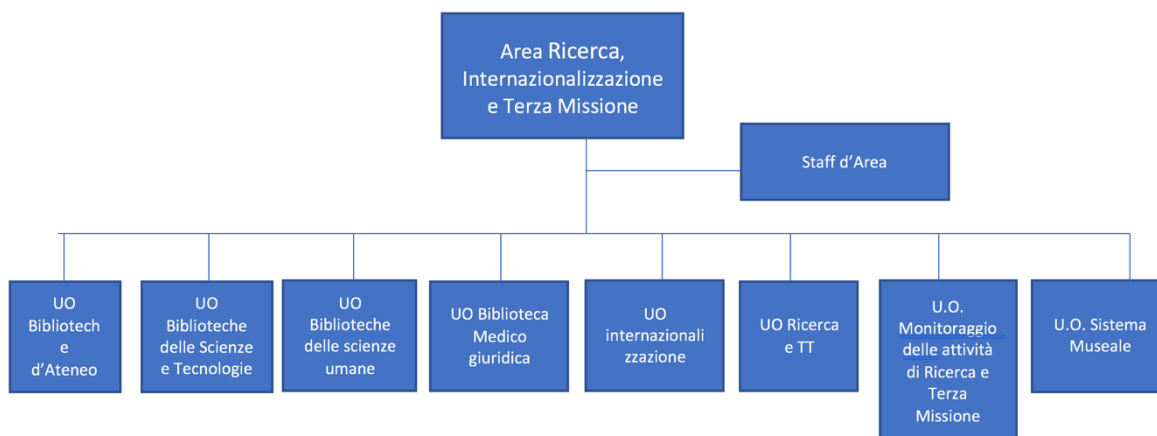 Area Ricerca,
Internazionalizzazione
e Terza Missione
Staff d’Area
UO
Bibliotech
e
d’Ateneo
UO
Biblioteche
delle Scienze
e Tecnologie
UO
Biblioteche
delle scienze
umane
UO Biblioteca
Medico
giuridica
UO
internazionali
zzazione
UO Ricerca
e TT
U.O.
Monitoraggio
delle attività
di Ricerca e
Terza
Missione
U.O. Sistema
Museale